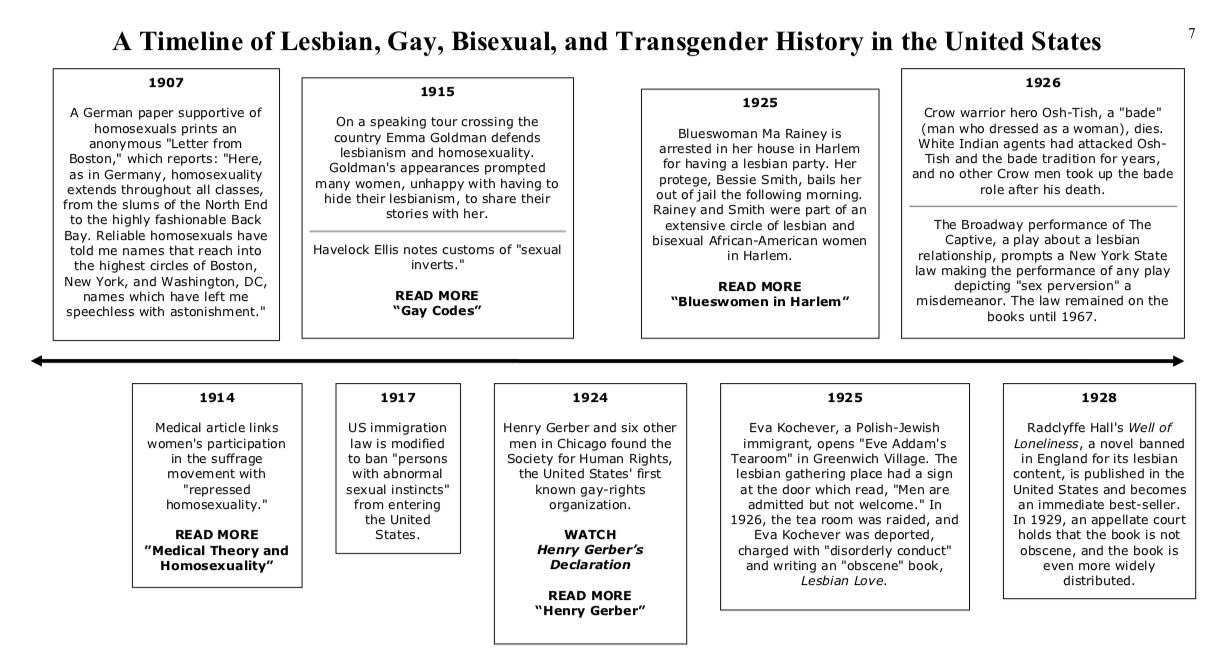 A Timeline of Lesbian, Gay, Bisexual, and Transgender History in the United States
7
1907
A German paper supportive of
homosexuals prints an
anonymous "Letter from
Boston," which reports: "Here,
as in Germany, homosexuality
extends throughout all classes,
from the slums of the North End
to the highly fashionable Back
Bay. Reliable homosexuals have
told me names that reach into
the highest circles of Boston,
New York, and Washington, DC,
names which have left me
speechless with astonishment."
1915
On a speaking tour crossing the
country Emma Goldman defends
lesbianism and homosexuality.
Goldman's appearances prompted
many women, unhappy with having to
hide their lesbianism, to share their
stories with her.
Havelock Ellis notes customs of "sexual
inverts."
READ MORE
“Gay Codes”
1925
Blueswoman Ma Rainey is
arrested in her house in Harlem
for having a lesbian party. Her
protege, Bessie Smith, bails her
out of jail the following morning.
Rainey and Smith were part of an
extensive circle of lesbian and
bisexual African-American women
in Harlem.
READ MORE
“Blueswomen in Harlem”
1926
Crow warrior hero Osh-Tish, a "bade"
(man who dressed as a woman), dies.
White Indian agents had attacked Osh-
Tish and the bade tradition for years,
and no other Crow men took up the bade
role after his death.
The Broadway performance of The
Captive, a play about a lesbian
relationship, prompts a New York State
law making the performance of any play
depicting "sex perversion" a
misdemeanor. The law remained on the
books until 1967.
1914
Medical article links
women's participation
in the suffrage
movement with
"repressed
homosexuality."
READ MORE
”Medical Theory and
Homosexuality”
1917
US immigration
law is modified
to ban "persons
with abnormal
sexual instincts"
from entering
the United
States.
1924
Henry Gerber and six other
men in Chicago found the
Society for Human Rights,
the United States' first
known gay-rights
organization.
WATCH
Henry Gerber’s
Declaration
READ MORE
“Henry Gerber”
1925
Eva Kochever, a Polish-Jewish
immigrant, opens "Eve Addam's
Tearoom" in Greenwich Village. The
lesbian gathering place had a sign
at the door which read, "Men are
admitted but not welcome." In
1926, the tea room was raided, and
Eva Kochever was deported,
charged with "disorderly conduct"
and writing an "obscene" book,
Lesbian Love.
1928
Radclyffe Hall's Well of
Loneliness, a novel banned
in England for its lesbian
content, is published in the
United States and becomes
an immediate best-seller.
In 1929, an appellate court
holds that the book is not
obscene, and the book is
even more widely
distributed.